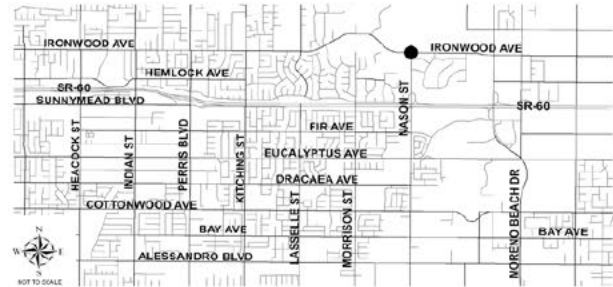 IRONWOOD AVE
IRONWOOD AVE
HEMLOCK AVE
SR-60
SUNNYMEAD BLVD
SR-60
FIR AVE
NASON ST
EUCALYPTUS AVE
HEACOCK ST
INDIAN ST
PERRIS BLVD
KITCHING ST
DRACAEA AVE
LASSELLE ST
MORRISON ST
NORENO BEACH DR
COTTONWOOD AVE
BAY AVE
BAY AVE
ALESSANDRO BLVD
N
W
E
S
NOT TO SCALE